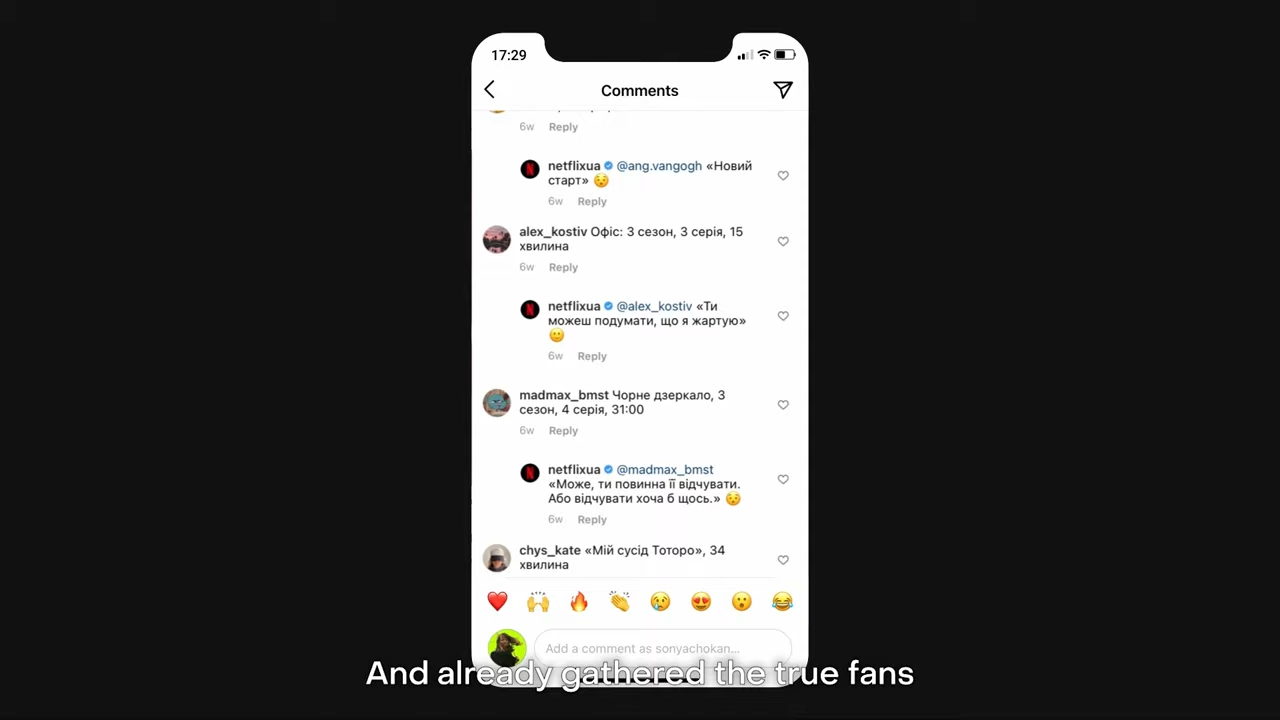 17:29
Comments
6w Reply
netflixua @ang.vangogh «Новий
старт» 😌
6w Reply
alex_kostiv Офіс: 3 сезон, 3 серія, 15
хвилина
6w Reply
netflixua @alex_kostiv «Ти
можеш подумати, що я жартую»
🙂
6w Reply
madmax_bmst Чорне дзеркало, 3
сезон, 4 серія, 31:00
6w Reply
netflixua @madmax_bmst
«Може, ти повинна її відчувати.
Або відчувати хоча б щось.» 😌
6w Reply
chys_kate «Мій сусід Тоторо», 34
хвилина
❤️ 🙌 🔥 👏 😢 😍 😮 😂
Add a comment as sonyachokan...
And already gathered the true fans